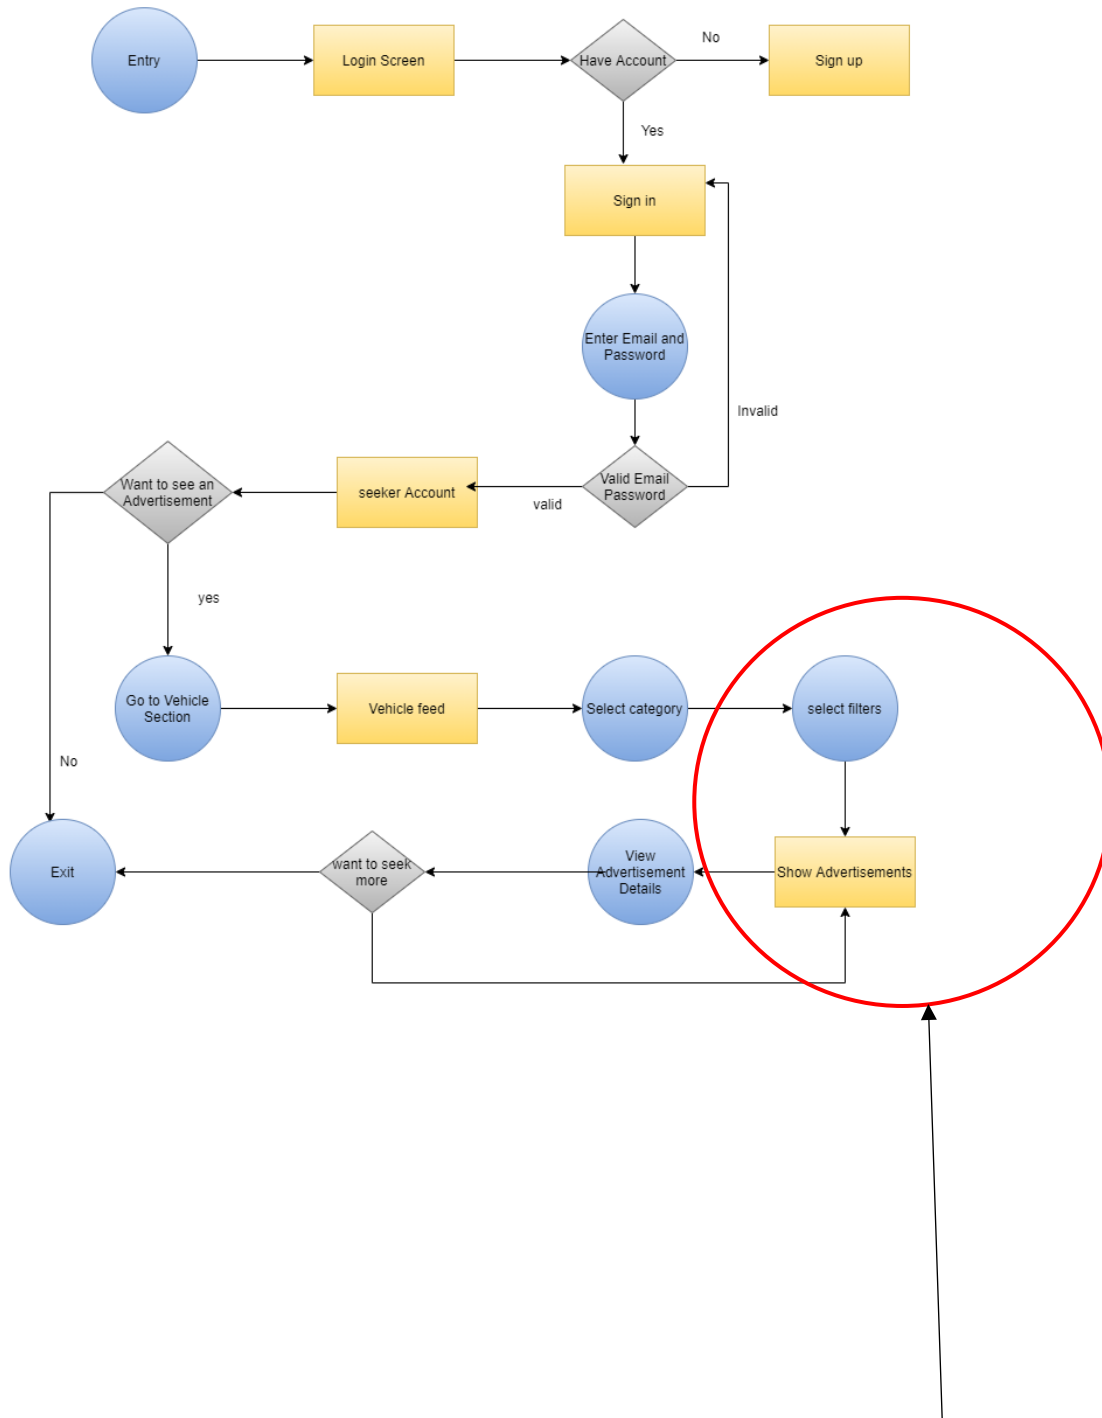 Entry
Login Screen
Have Account
No
Sign up
Yes
Sign in
Enter Email and
Password
Invalid
Want to see an
Advertisement
seeker Account
valid
Valid Email
Password
yes
Go to Vehicle
Section
Vehicle feed
Select category
select filters
No
Exit
want to seek
more
View
Advertisement
Details
Show Advertisements